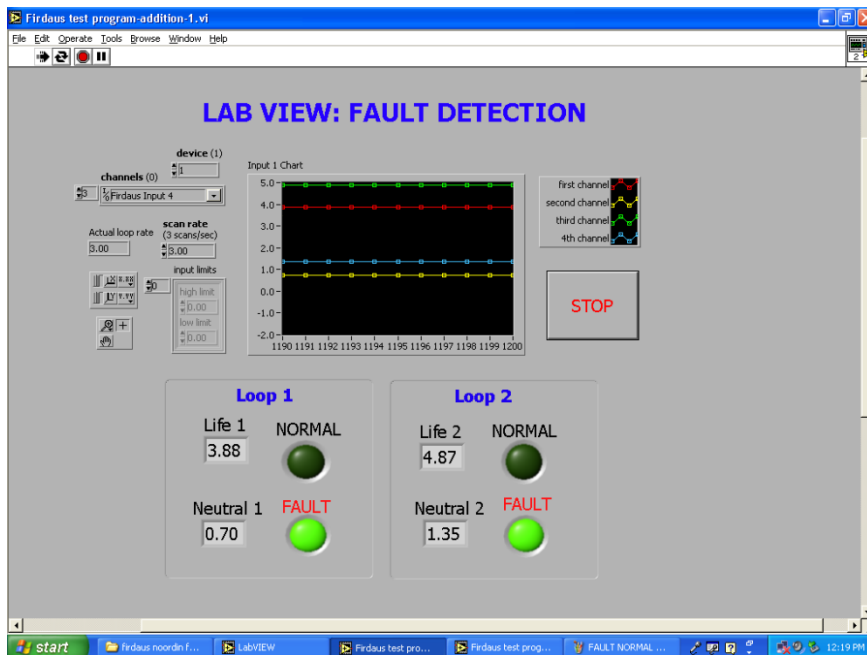 Firdaus test program-addition-1.vi
File Edit Operate Tools Browse Window Help
2
LAB VIEW: FAULT DETECTION
device (1)
1
channels (0)
3
Firdaus Input 4
Actual loop rate
3.00
scan rate
(3 scans/sec)
3.00
input limits
0
high limit
0.00
low limit
0.00
Input 1 Chart
5.0
4.0
3.0
2.0
1.0
0.0
-1.0
-2.0
1190 1191 1192 1193 1194 1195 1196 1197 1198 1199 1200
first channel
second channel
third channel
4th channel
STOP
Loop 1
Life 1
3.88
NORMAL
Neutral 1
0.70
FAULT
Loop 2
Life 2
4.87
NORMAL
Neutral 2
1.35
FAULT
start
firdaus noordin f...
LabVIEW
Firdaus test pro...
Firdaus test prog...
FAULT NORMAL ...
12:19 PM